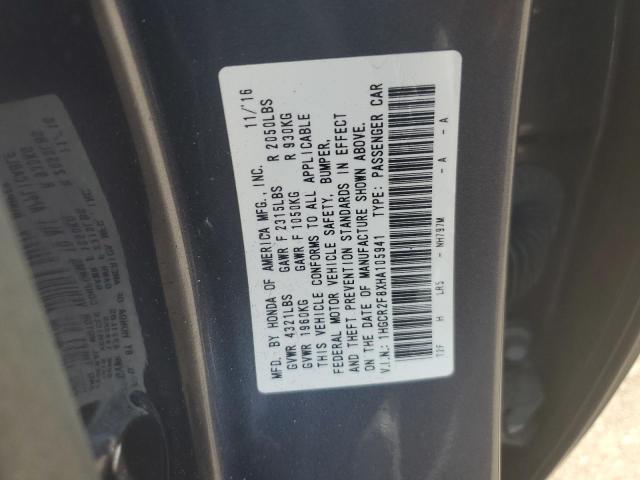 MFD. BY HONDA OF AMERICA MFG., INC. 11/'16
GVWR 4321LBS GAWR F 2315LBS R 2050LBS
GVWR 1960KG GAWR F 1050KG R 930KG
THIS VEHICLE CONFORMS TO ALL APPLICABLE
FEDERAL MOTOR VEHICLE SAFETY, BUMPER,
AND THEFT PREVENTION STANDARDS IN EFFECT
ON THE DATE OF MANUFACTURE SHOWN ABOVE.
V.I.N.: 1HGCR2F8XHA105941 TYPE: PASSENGER CAR
T2F H LR5 - NH797M - A - A